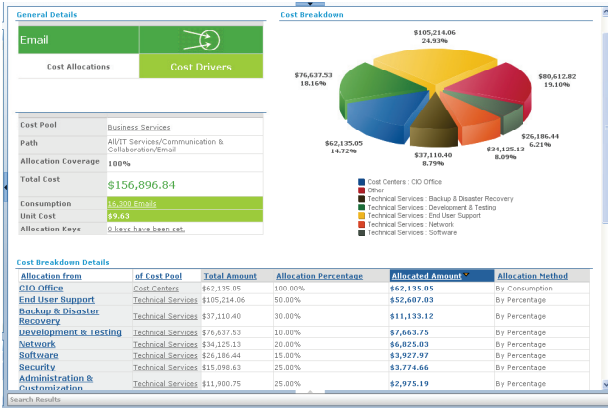 General Details
Cost Breakdown
Email
Cost Allocations
Cost Drivers
$105,214.06
24.93%
$76,637.53
18.16%
$80,612.82
19.10%
$62,135.05
14.72%
$37,110.40
8.79%
$34,125.13
8.09%
$26,186.44
6.21%
Cost Pool Business Services
Path All/IT Services/Communication &
Collaboration/Email
Allocation Coverage 100%
Total Cost $156,896.84
Consumption 16,300 Emails
Unit Cost $9.63
Allocation Keys 0 keys have been set.
Cost Centers : CIO Office
Other
Technical Services : Backup & Disaster Recovery
Technical Services : Development & Testing
Technical Services : End User Support
Technical Services : Network
Technical Services : Software
Cost Breakdown Details
Allocation from of Cost Pool Total Amount Allocation Percentage Allocated Amount Allocation Method
CIO Office Cost Centers $62,135.05 100.00% $62,135.05 By Consumption
End User Support Technical Services $105,214.06 50.00% $52,607.03 By Percentage
Backup & Disaster
Recovery Technical Services $37,110.40 30.00% $11,133.12 By Percentage
Development & Testing Technical Services $76,637.53 10.00% $7,663.75 By Percentage
Network Technical Services $34,125.13 20.00% $6,825.03 By Percentage
Software Technical Services $26,186.44 15.00% $3,927.97 By Percentage
Security Technical Services $15,098.63 25.00% $3,774.66 By Percentage
Administration &
Customization Technical Services $11,900.75 25.00% $2,975.19 By Percentage
Search Results